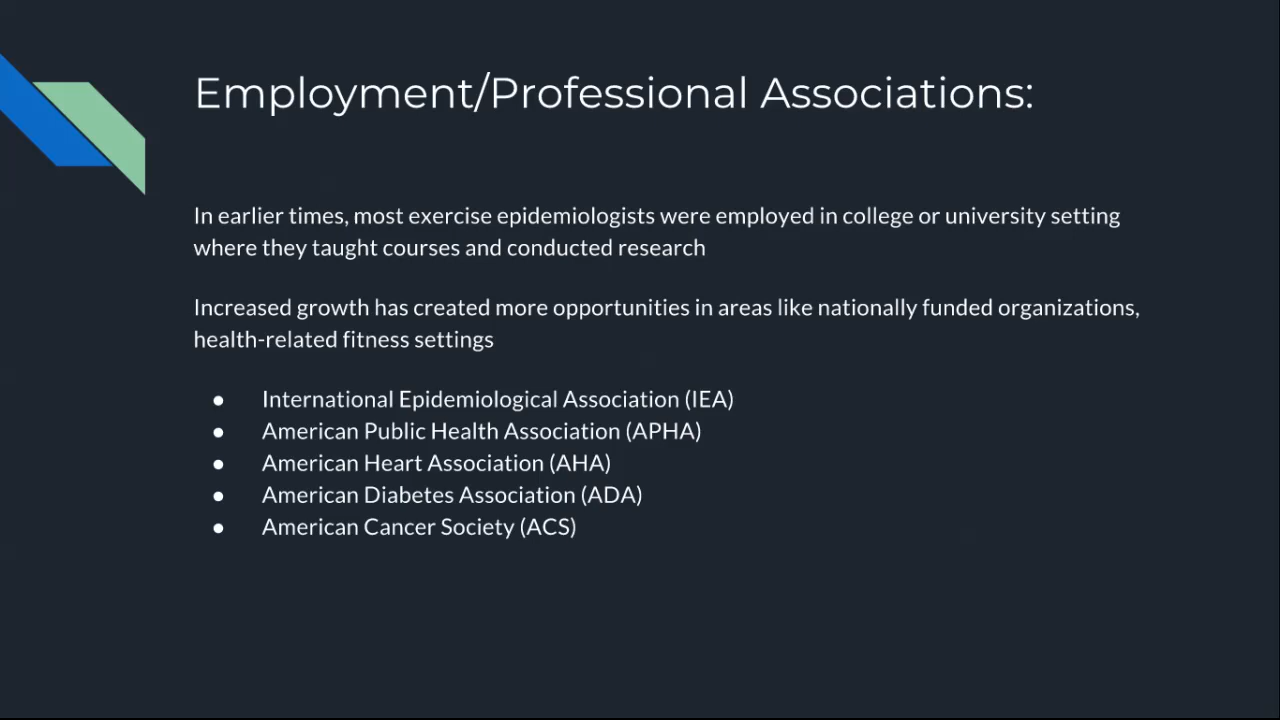 Employment/Professional Associations:
In earlier times, most exercise epidemiologists were employed in college or university setting
where they taught courses and conducted research
Increased growth has created more opportunities in areas like nationally funded organizations,
health-related fitness settings
● International Epidemiological Association (IEA)
● American Public Health Association (APHA)
● American Heart Association (AHA)
● American Diabetes Association (ADA)
● American Cancer Society (ACS)